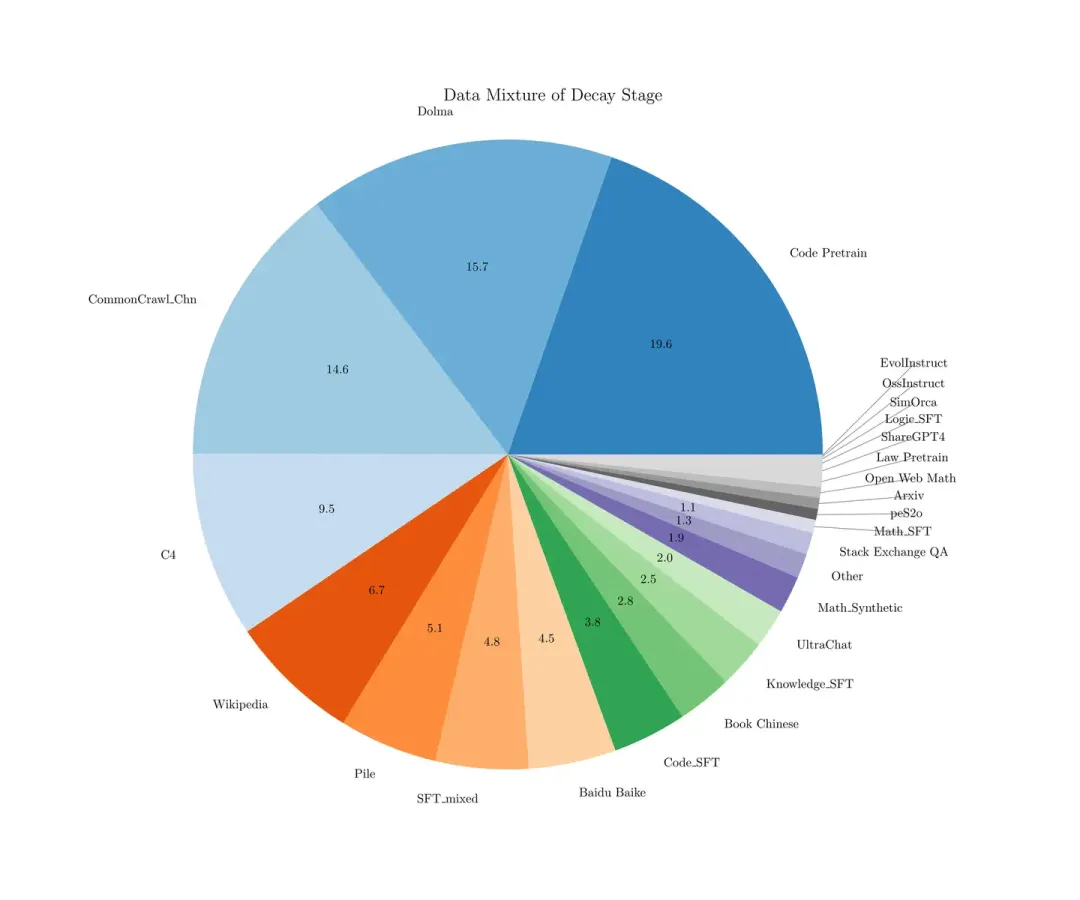 Data Mixture of Decay Stage
Dolma
Code Pretrain
15.7
CommonCrawl_Chn
19.6
14.6
EvolInstruct
OssInstruct
SimOrca
Logic_SFT
ShareGPT4
Law Pretrain
Open Web Math
Arxiv
peS2o
Math_SFT
Stack Exchange QA
Other
Math_Synthetic
UltraChat
Knowledge_SFT
Book Chinese
Code_SFT
Baidu Baike
SFT_mixed
Pile
Wikipedia
C4
9.5
6.7
5.1
4.8
4.5
3.8
2.8
2.5
2.0
1.9
1.3
1.1